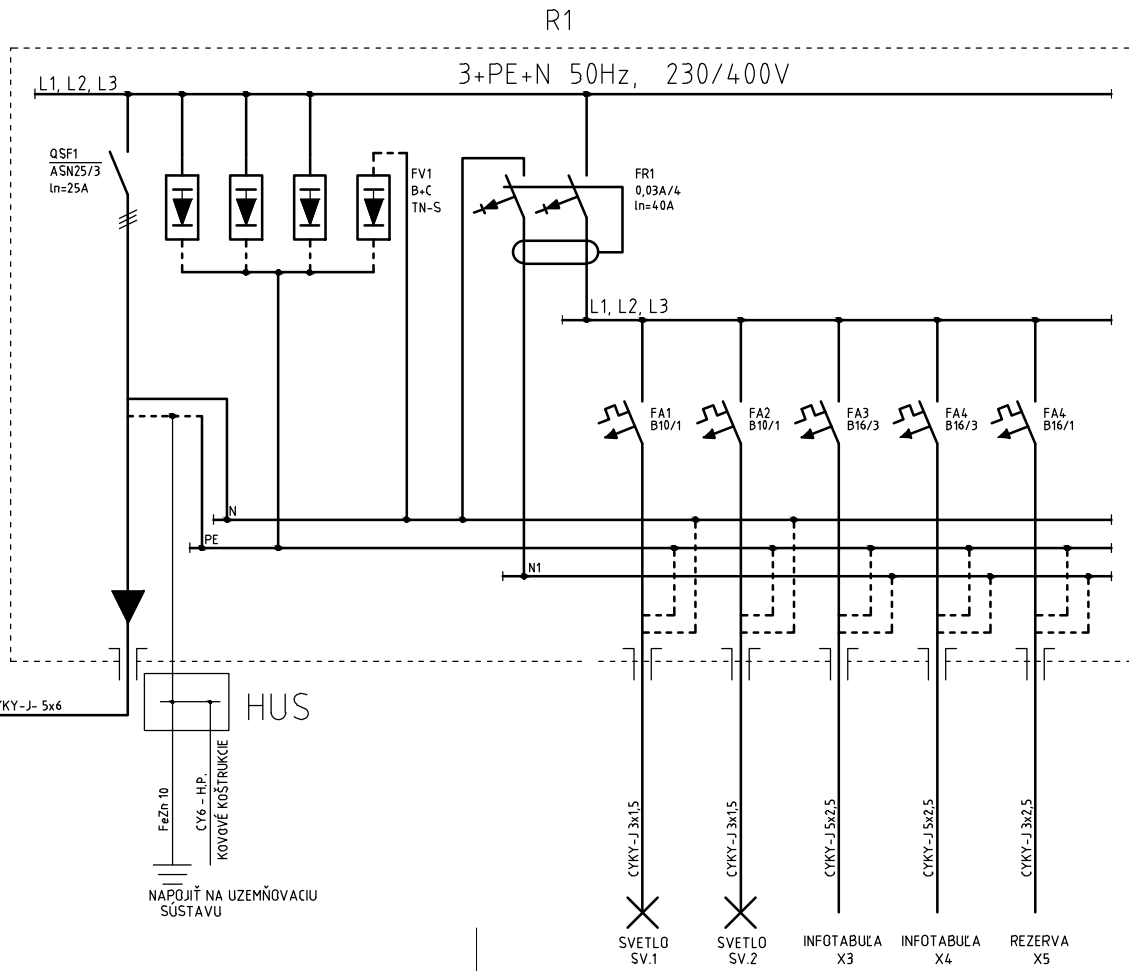 R1
3+PE+N 50Hz, 230/400V
L1, L2, L3
QSF1
ASN25/3
In=25A
FV1
B+C
TN-S
FR1
0,03A/4
In=40A
L1, L2, L3
FA1
B10/1
FA2
B10/1
FA3
B16/3
FA4
B16/3
FA4
B16/1
N
PE
N1
YKY-J- 5x6
HUS
FeZn 10
CY6 - H.P.
KOVOVÉ KOŠTRUKCIE
NAPOJIŤ NA UZEMŇOVACIU
SÚSTAVU
CYKY-J 3x1,5
CYKY-J 3x1,5
CYKY-J 5x2,5
CYKY-J 5x2,5
CYKY-J 3x2,5
SVETLO
SV.1
SVETLO
SV.2
INFOTABUĽA
X3
INFOTABUĽA
X4
REZERVA
X5